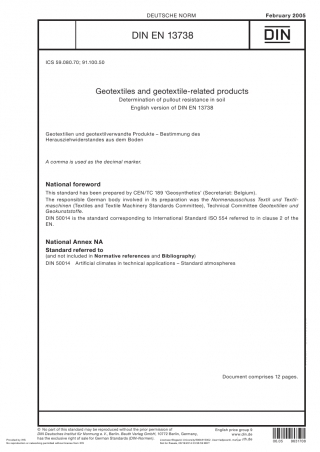 DEUTSCHE NORM
February 2005
DIN EN 13738
DIN
ICS 59.080.70; 91.100.50
Geotextiles and geotextile-related products
Determination of pullout resistance in soil
English version of DIN EN 13738
Geotextilien und geotextilverwandte Produkte – Bestimmung des
Herausziehwiderstandes aus dem Boden
A comma is used as the decimal marker.
National foreword
This standard has been prepared by CEN/TC 189 'Geosynthetics' (Secretariat: Belgium).
The responsible German body involved in its preparation was the Normenausschuss Textil und Textil-
maschinen (Textiles and Textile Machinery Standards Committee), Technical Committee Geotextilien und
Geokunststoffe.
DIN 50014 is the standard corresponding to International Standard ISO 554 referred to in clause 2 of the
EN.
National Annex NA
Standard referred to
(and not included in Normative references and Bibliography)
DIN 50014 Artificial climates in technical applications – Standard atmospheres
Document comprises 12 pages.
© No part of this standard may be reproduced without the prior permission of
DIN Deutsches Institut für Normung e. V., Berlin. Beuth Verlag GmbH, 10772 Berlin, Germany,
has the exclusive right of sale for German Standards (DIN-Normen).
English price group 9
www.din.de